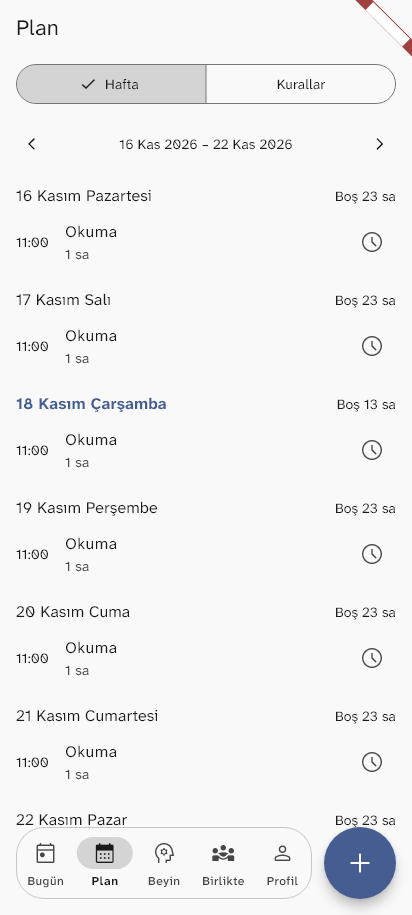 Plan
Hafta
Kurallar
16 Kas 2026 – 22 Kas 2026
16 Kasım Pazartesi
Boş 23 sa
11:00
Okuma
1 sa
17 Kasım Salı
Boş 23 sa
11:00
Okuma
1 sa
18 Kasım Çarşamba
Boş 13 sa
11:00
Okuma
1 sa
19 Kasım Perşembe
Boş 23 sa
11:00
Okuma
1 sa
20 Kasım Cuma
Boş 23 sa
11:00
Okuma
1 sa
21 Kasım Cumartesi
Boş 23 sa
11:00
Okuma
1 sa
22 Kasım Pazar
Boş 23 sa
Bugün
Plan
Beyin
Birlikte
Profil